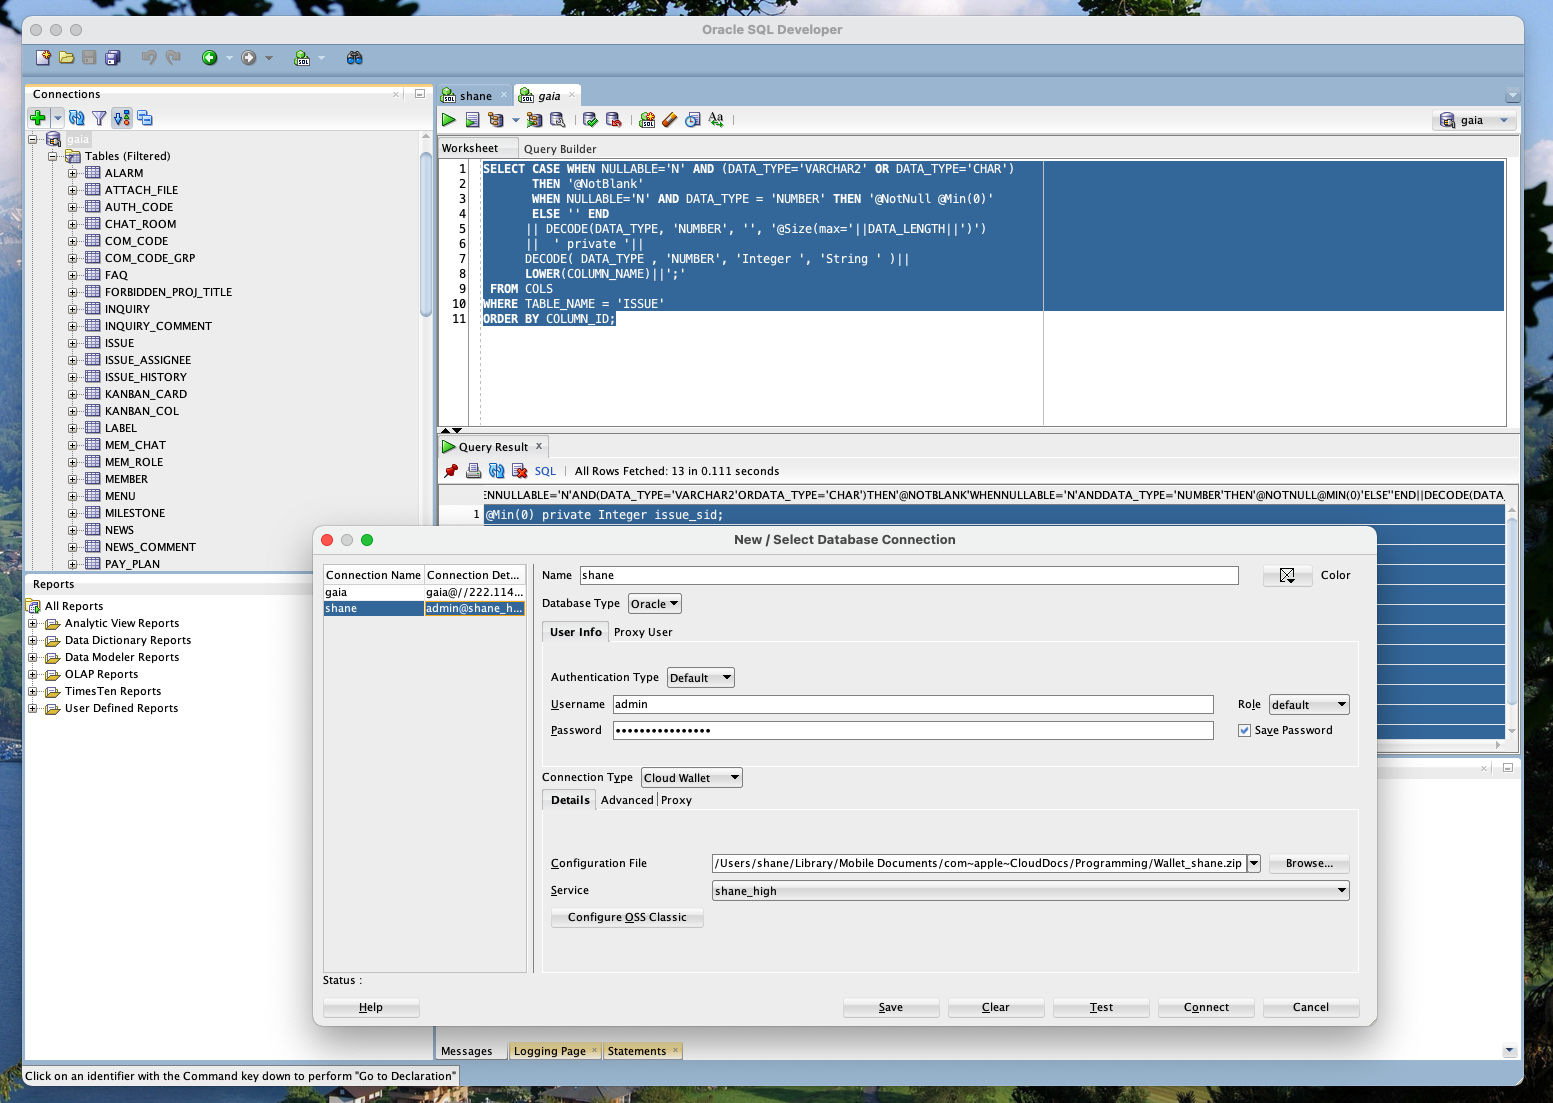 Oracle SQL Developer
Connections
gaia
Tables (Filtered)
ALARM
ATTACH_FILE
AUTH_CODE
CHAT_ROOM
COM_CODE
COM_CODE_GRP
FAQ
FORBIDDEN_PROJ_TITLE
INQUIRY
INQUIRY_COMMENT
ISSUE
ISSUE_ASSIGNEE
ISSUE_HISTORY
KANBAN_CARD
KANBAN_COL
LABEL
MEM_CHAT
MEM_ROLE
MEMBER
MENU
MILESTONE
NEWS
NEWS_COMMENT
PAY_PLAN
Reports
All Reports
Analytic View Reports
Data Dictionary Reports
Data Modeler Reports
OLAP Reports
TimesTen Reports
User Defined Reports
shane
gaia
gaia
Worksheet
Query Builder
1 SELECT CASE WHEN NULLABLE='N' AND (DATA_TYPE='VARCHAR2' OR DATA_TYPE='CHAR')
2 THEN '@NotBlank'
3 WHEN NULLABLE='N' AND DATA_TYPE = 'NUMBER' THEN '@NotNull @Min(0)'
4 ELSE '' END
5 || DECODE(DATA_TYPE, 'NUMBER', '', '@Size(max='||DATA_LENGTH||')')
6 || ' private '||
7 DECODE( DATA_TYPE , 'NUMBER', 'Integer ', 'String ' )||
8 LOWER(COLUMN_NAME)||';'
9 FROM COLS
10 WHERE TABLE_NAME = 'ISSUE'
11 ORDER BY COLUMN_ID;
Query Result
SQL
All Rows Fetched: 13 in 0.111 seconds
ENNULLABLE='N'AND(DATA_TYPE='VARCHAR2'ORDATA_TYPE='CHAR')THEN'@NOTBLANK'WHENNULLABLE='N'ANDDATA_TYPE='NUMBER'THEN'@NOTNULL@MIN(0)'ELSE''END||DECODE(DATA_
1 @Min(0) private Integer issue_sid;
New / Select Database Connection
Connection Name Connection Det...
gaia gaia@//222.114...
shane admin@shane_h...
Name shane
Color
Database Type Oracle
User Info Proxy User
Authentication Type Default
Username admin
Role default
Password ••••••••••••••••
Save Password
Connection Type Cloud Wallet
Details Advanced Proxy
Configuration File /Users/shane/Library/Mobile Documents/com~apple~CloudDocs/Programming/Wallet_shane.zip Browse...
Service shane_high
Configure OSS Classic
Status :
Help Save Clear Test Connect Cancel
Messages Logging Page Statements
Click on an identifier with the Command key down to perform "Go to Declaration"